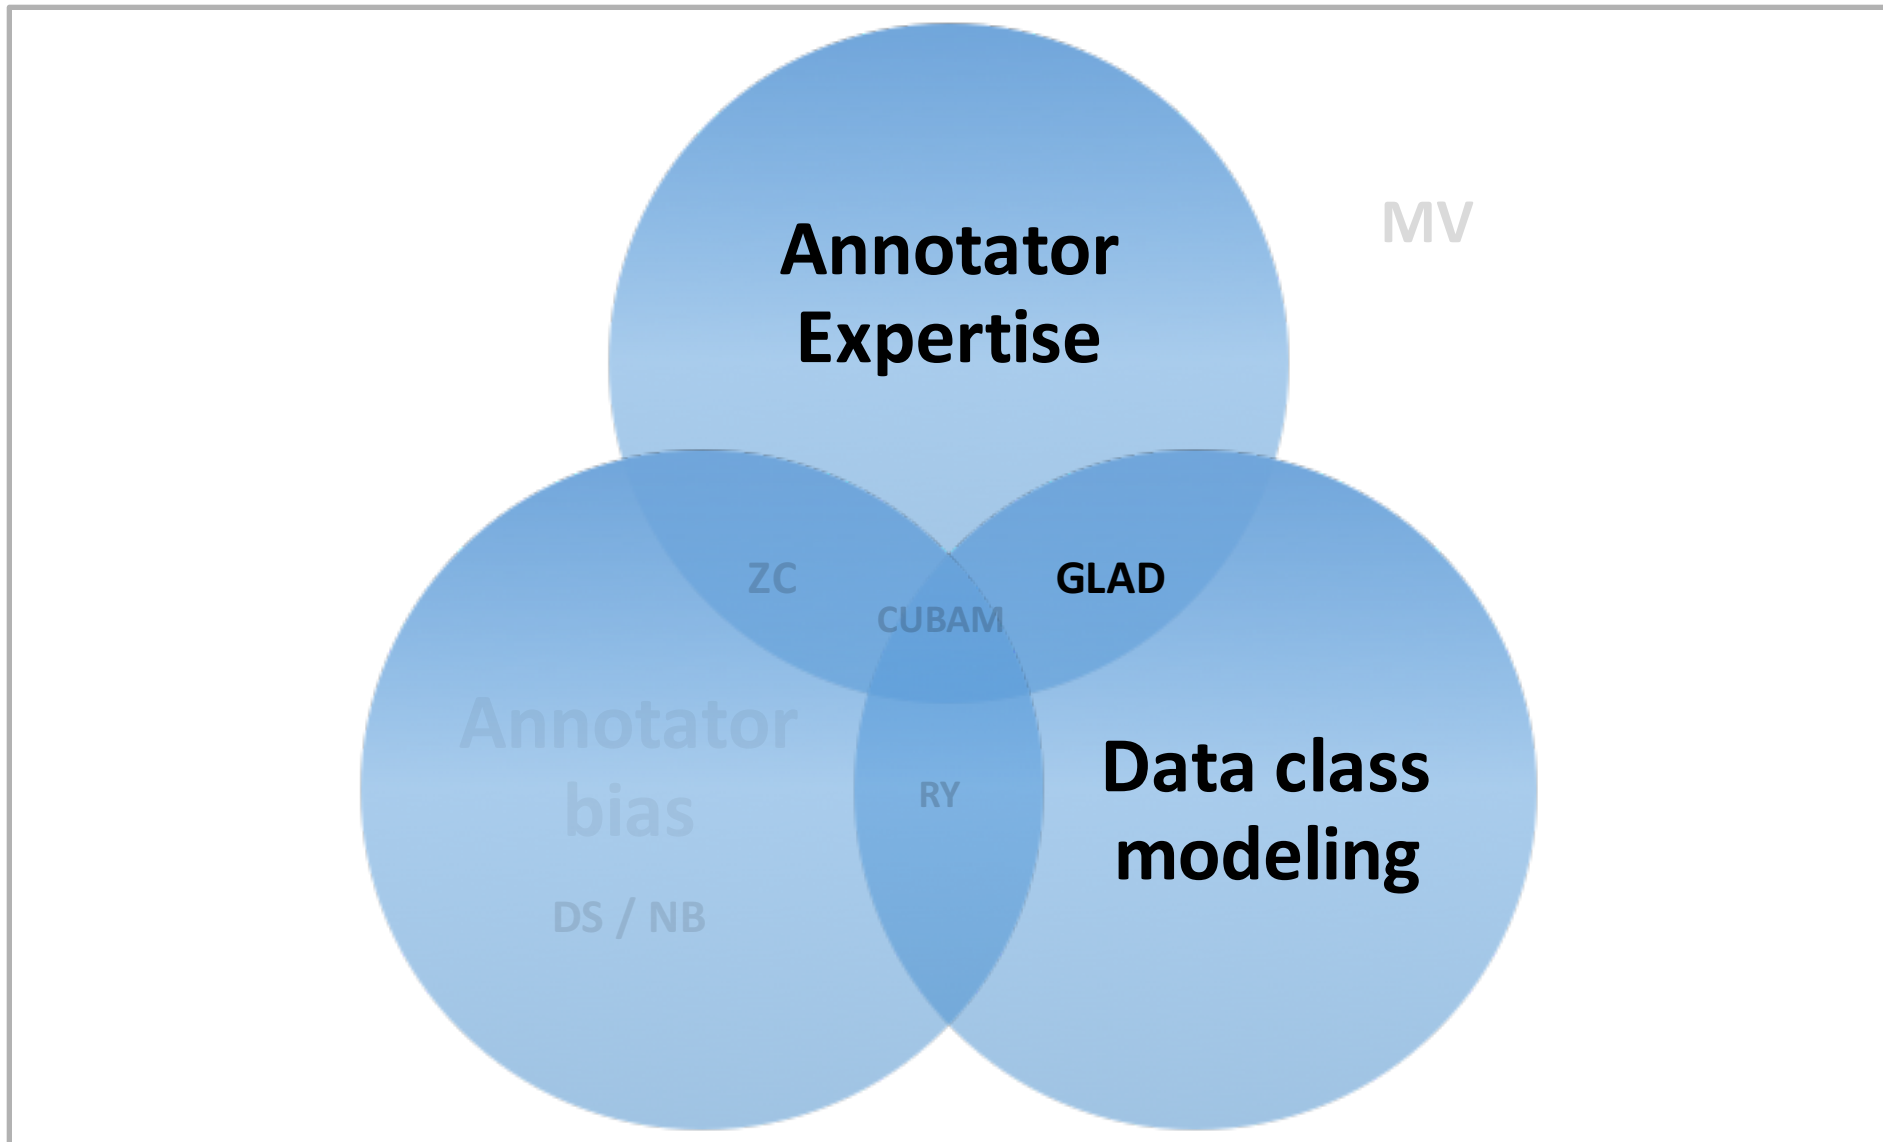 Annotator
Expertise
MV
ZC
GLAD
CUBAM
Annotator
bias
DS / NB
RY
Data class
modeling